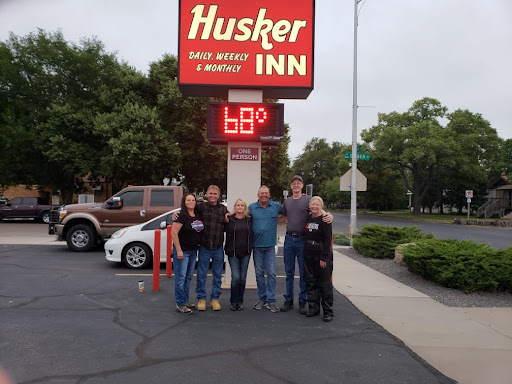 Husker
DAILY, WEEKLY
& MONTHLY
INN
68°
ONE
PERSON